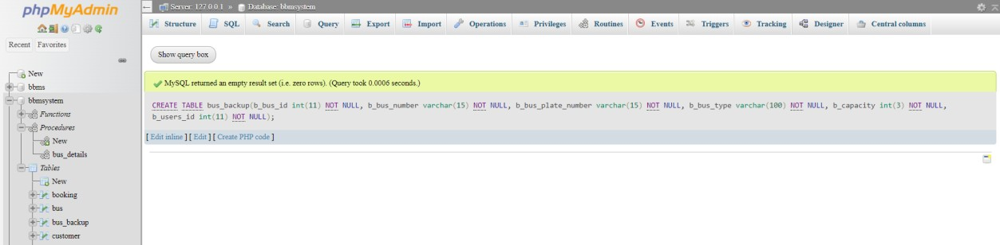 phpMyAdmin
Recent Favorites
New
bbms
bbmsystem
Functions
Procedures
New
bus_details
Tables
New
booking
bus
bus_backup
customer
Server: 127.0.0.1 » Database: bbmsystem
Structure SQL Search Query Export Import Operations Privileges Routines Events Triggers Tracking Designer Central columns
Show query box
MySQL returned an empty result set (i.e. zero rows). (Query took 0.0006 seconds.)
CREATE TABLE bus_backup(b_bus_id int(11) NOT NULL, b_bus_number varchar(15) NOT NULL, b_bus_plate_number varchar(15) NOT NULL, b_bus_type varchar(100) NOT NULL, b_capacity int(3) NOT NULL,
b_users_id int(11) NOT NULL);
[ Edit inline ] [ Edit ] [ Create PHP code ]